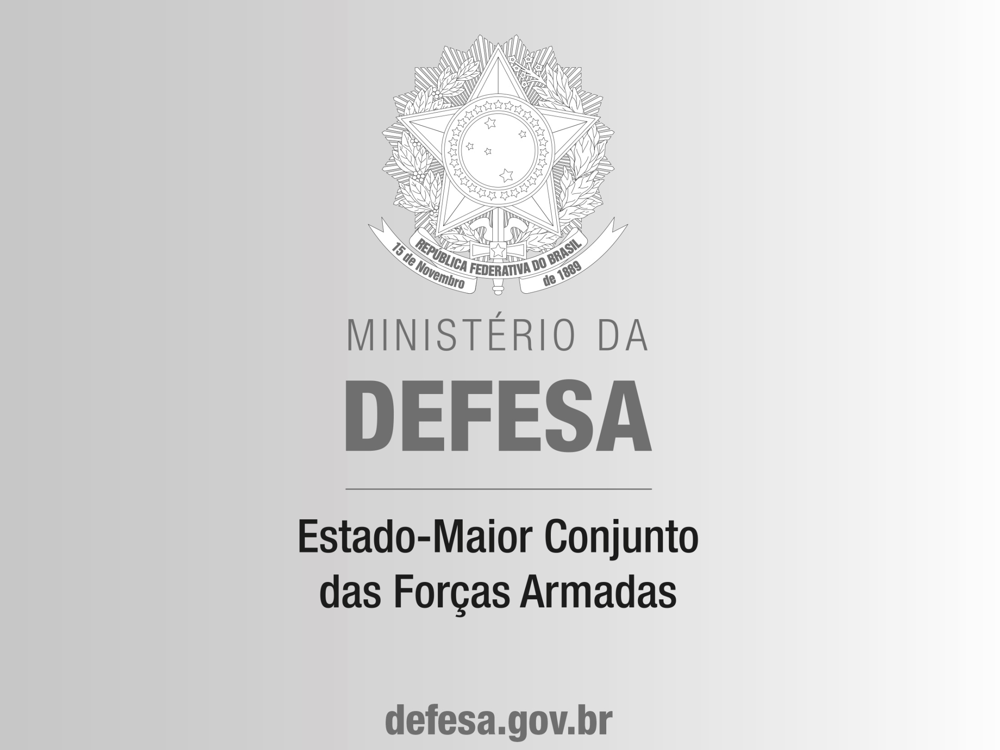 REPÚBLICA FEDERATIVA DO BRASIL
15 de Novembro de 1889
MINISTÉRIO DA
DEFESA
Estado-Maior Conjunto
das Forças Armadas
defesa.gov.br